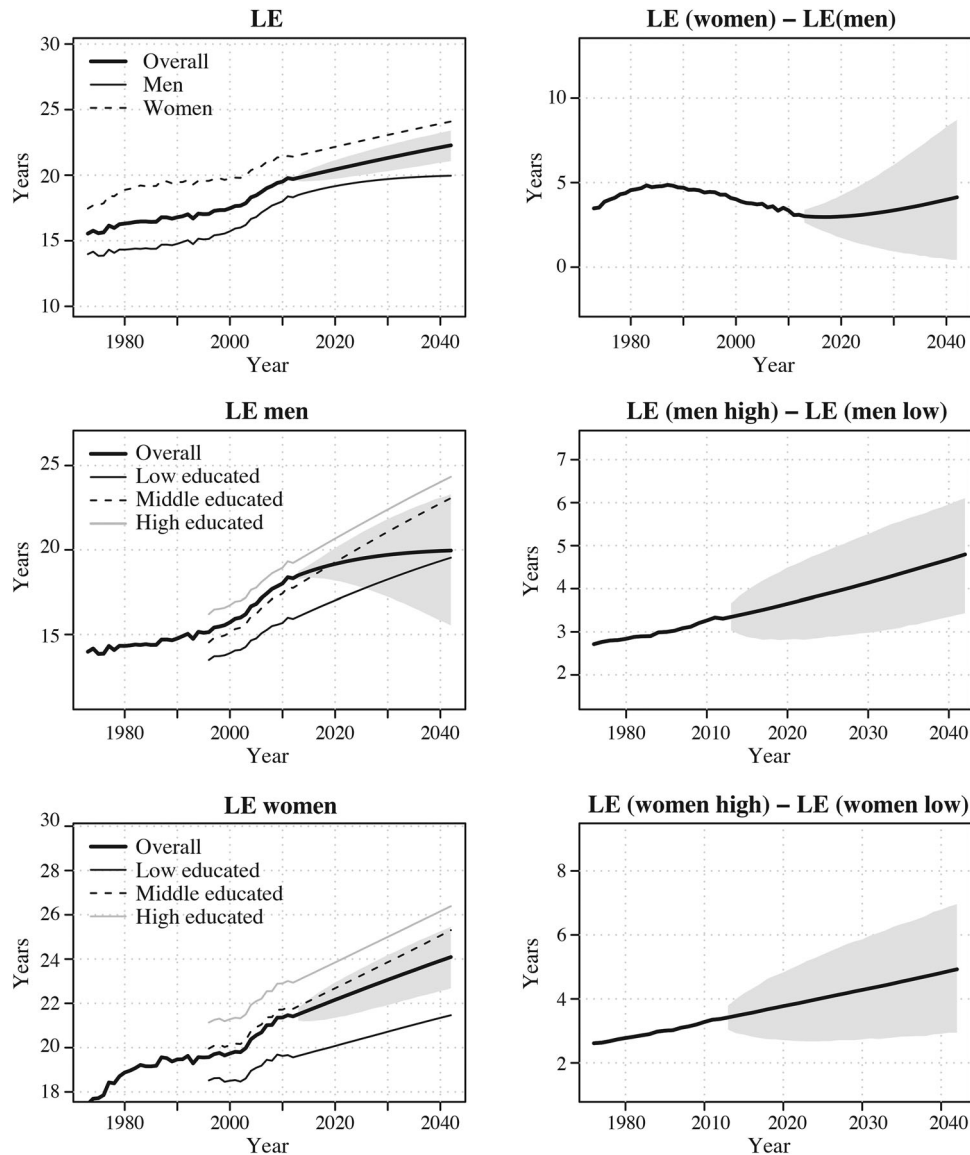 LE
30
25
20
15
10
Years
Overall
Men
Women
1980 2000 2020 2040
Year
LE (women) − LE(men)
10
5
0
Years
1980 2000 2020 2040
Year
LE men
25
20
15
Years
Overall
Low educated
Middle educated
High educated
1980 2000 2020 2040
Year
LE (men high) − LE (men low)
7
6
5
4
3
2
Years
1980 2010 2020 2030 2040
Year
LE women
30
28
26
24
22
20
18
Years
Overall
Low educated
Middle educated
High educated
1980 2000 2020 2040
Year
LE (women high) − LE (women low)
8
6
4
2
Years
1980 2010 2020 2030 2040
Year